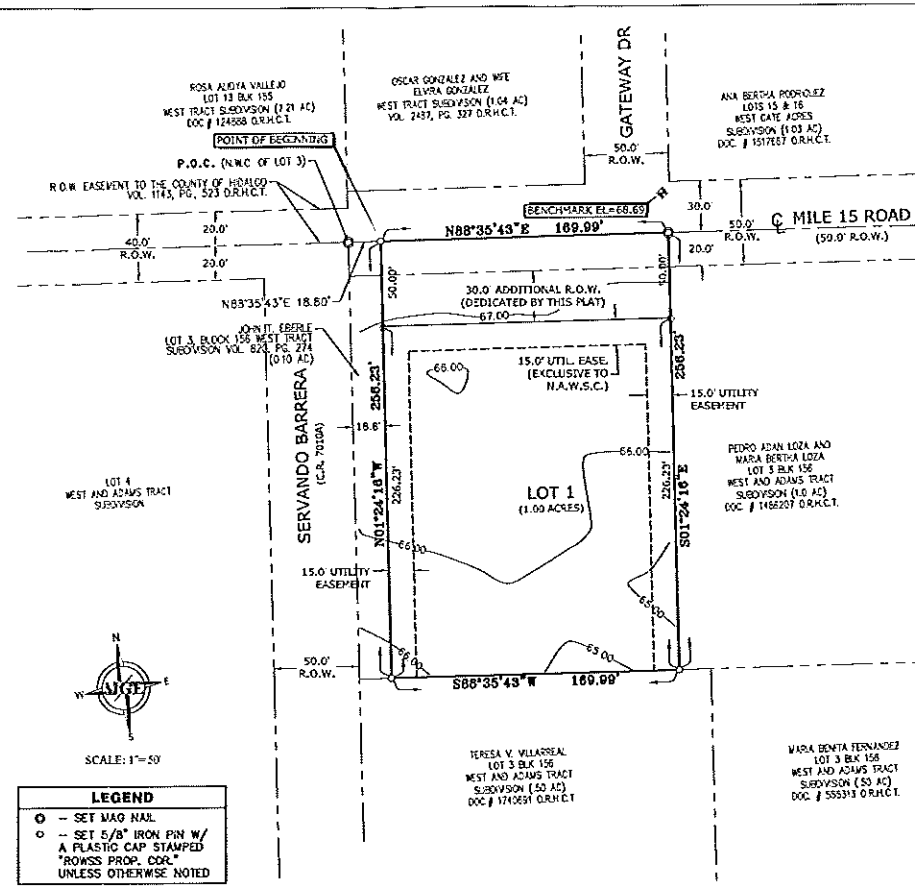 ROSA ALIDYA VALLEJO
LOT 13 BLK 155
WEST TRACT SUBDIVISION (2.21 AC)
DOC # 124888 O.R.H.C.T.
OSCAR GONZALEZ AND WIFE
ELVIRA GONZALEZ
WEST TRACT SUBDIVISION (1.04 AC)
VOL. 2437, PG. 327 D.R.H.C.T.
GATEWAY DR
ANA BERTHA RODRIGUEZ
LOTS 15 & 16
WEST GATE ACRES
SUBDIVISION (1.03 AC)
DOC. # 1517667 O.R.H.C.T.
POINT OF BEGINNING
50.0'
R.O.W.
P.O.C. (N.W.C OF LOT 3)
R.O.W. EASEMENT TO THE COUNTY OF HIDALGO
VOL. 1143, PG. 523 D.R.H.C.T.
BENCHMARK EL=68.69
30.0'
50.0'
R.O.W.
20.0'
℄ MILE 15 ROAD
(50.0' R.O.W.)
20.0'
40.0'
R.O.W.
20.0'
N88°35'43"E 169.99'
50.00'
N88°35'43"E 18.80'
30.0' ADDITIONAL R.O.W.
(DEDICATED BY THIS PLAT)
67.00
JOHN H. EBERLE
LOT 3, BLOCK 156 WEST TRACT
SUBDIVISION VOL. 820, PG. 274
(0.10 AC)
15.0' UTIL. EASE.
(EXCLUSIVE TO
N.A.W.S.C.)
66.00
256.23'
256.23'
15.0' UTILITY
EASEMENT
18.6'
SERVANDO BARRERA
(C.R. 7010A)
66.00
PEDRO ADAN LOZA AND
MARIA BERTHA LOZA
LOT 3 BLK 156
WEST AND ADAMS TRACT
SUBDIVISION (1.0 AC)
DOC. # 1486207 O.R.H.C.T.
LOT 4
WEST AND ADAMS TRACT
SUBDIVISION
N01°24'16"W
226.23'
LOT 1
(1.00 ACRES)
226.23'
S01°24'16"E
66.00
15.0' UTILITY
EASEMENT
65.00
N
W
E
S
50.0'
R.O.W.
66.00
65.00
S88°35'43"W 169.99'
SCALE: 1"=50'
TERESA V. VILLARREAL
LOT 3 BLK 156
WEST AND ADAMS TRACT
SUBDIVISION (.50 AC)
DOC # 1740691 O.R.H.C.T
MARIA BENITA FERNANDEZ
LOT 3 BLK 156
WEST AND ADAMS TRACT
SUBDIVISION (.50 AC)
DOC. # 555313 O.R.H.C.T.
LEGEND
- SET MAG NAIL
- SET 5/8" IRON PIN W/
A PLASTIC CAP STAMPED
"ROWSS PROP. COR."
UNLESS OTHERWISE NOTED